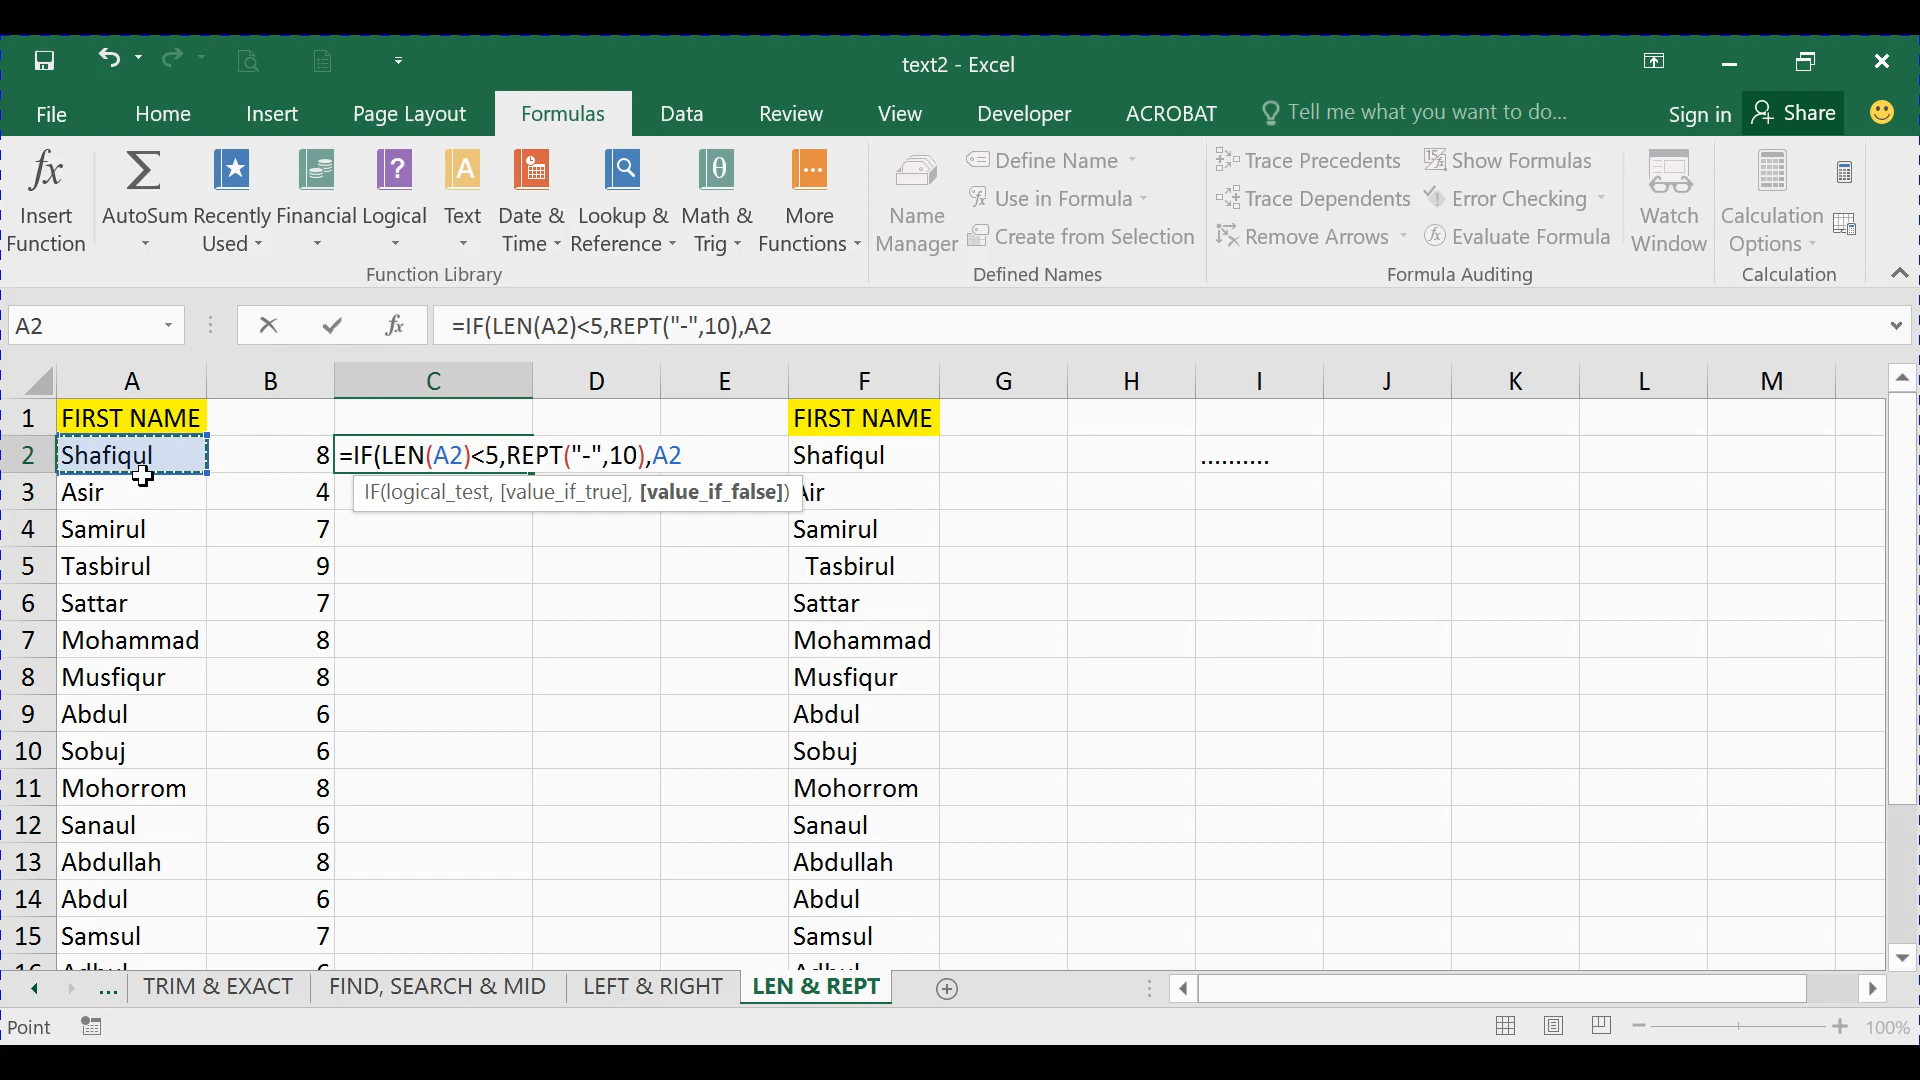 text2 - Excel
File Home Insert Page Layout Formulas Data Review View Developer ACROBAT Tell me what you want to do... Sign in Share
fx Σ A ? θ ...
Insert Function
AutoSum
Recently Used
Financial
Logical
Text
Date & Time
Lookup & Reference
Math & Trig
More Functions
Function Library
Name Manager
Define Name
Use in Formula
Create from Selection
Defined Names
Trace Precedents
Trace Dependents
Remove Arrows
Show Formulas
Error Checking
Evaluate Formula
Formula Auditing
Watch Window
Calculation Options
Calculation
A2 fx =IF(LEN(A2)<5,REPT("-",10),A2
A B C D E F G H I J K L M
1 FIRST NAME FIRST NAME
2 Shafiqul 8 =IF(LEN(A2)<5,REPT("-",10),A2 Shafiqul ..........
IF(logical_test, [value_if_true], [value_if_false])
3 Asir 4 Air
4 Samirul 7 Samirul
5 Tasbirul 9 Tasbirul
6 Sattar 7 Sattar
7 Mohammad 8 Mohammad
8 Musfiqur 8 Musfiqur
9 Abdul 6 Abdul
10 Sobuj 6 Sobuj
11 Mohorrom 8 Mohorrom
12 Sanaul 6 Sanaul
13 Abdullah 8 Abdullah
14 Abdul 6 Abdul
15 Samsul 7 Samsul
... TRIM & EXACT FIND, SEARCH & MID LEFT & RIGHT LEN & REPT
Point 100%